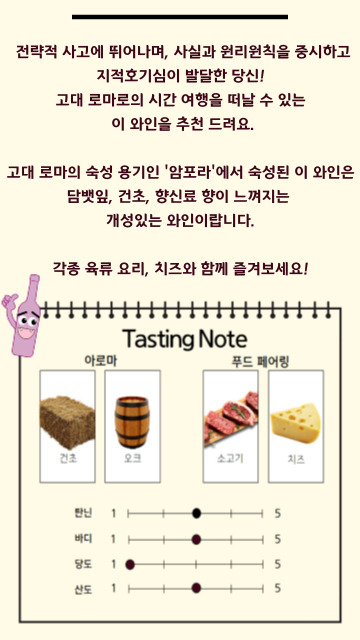 전략적 사고에 뛰어나며, 사실과 원리원칙을 중시하고
지적호기심이 발달한 당신!
고대 로마로의 시간 여행을 떠날 수 있는
이 와인을 추천 드려요.
고대 로마의 숙성 용기인 '암포라'에서 숙성된 이 와인은
담뱃잎, 건초, 향신료 향이 느껴지는
개성있는 와인이랍니다.
각종 육류 요리, 치즈와 함께 즐겨보세요!
Tasting Note
아로마 푸드 페어링
건초 오크 소고기 치즈
탄닌 1 5
바디 1 5
당도 1 5
산도 1 5